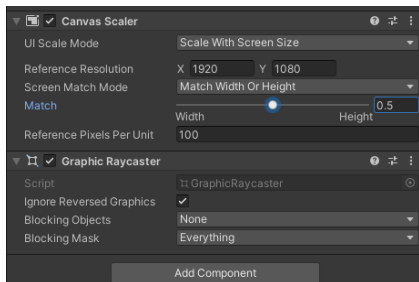 Canvas Scaler
UI Scale Mode Scale With Screen Size
Reference Resolution X 1920 Y 1080
Screen Match Mode Match Width Or Height
Match 0.5
Width Height
Reference Pixels Per Unit 100
Graphic Raycaster
Script GraphicRaycaster
Ignore Reversed Graphics
Blocking Objects None
Blocking Mask Everything
Add Component